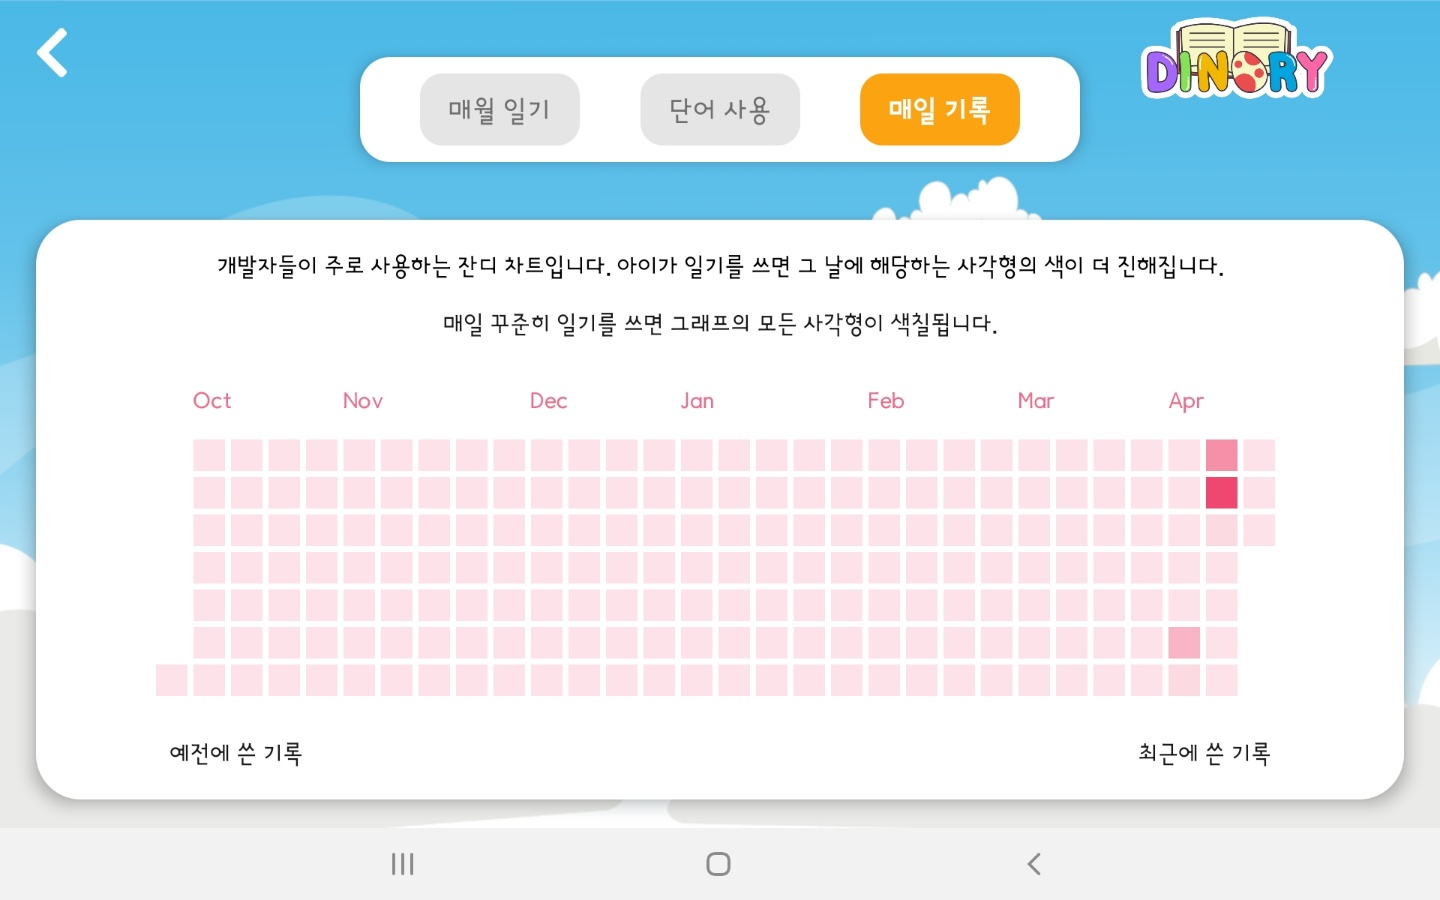 DINORY
매월 일기
단어 사용
매일 기록
개발자들이 주로 사용하는 잔디 차트입니다. 아이가 일기를 쓰면 그 날에 해당하는 사각형의 색이 더 진해집니다.
매일 꾸준히 일기를 쓰면 그래프의 모든 사각형이 색칠됩니다.
Oct Nov Dec Jan Feb Mar Apr
예전에 쓴 기록
최근에 쓴 기록